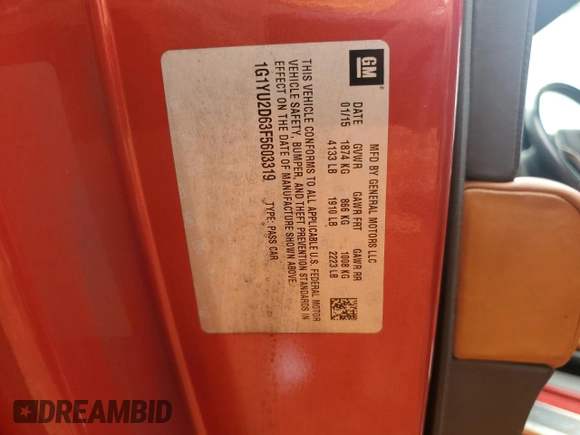 GM
MFD BY GENERAL MOTORS LLC
DATE GVWR GAWR FRT GAWR RR
01/15 1874 KG 866 KG 1008 KG
4133 LB 1910 LB 2223 LB
THIS VEHICLE CONFORMS TO ALL APPLICABLE U.S. FEDERAL MOTOR
VEHICLE SAFETY, BUMPER, AND THEFT PREVENTION STANDARDS IN
EFFECT ON THE DATE OF MANUFACTURE SHOWN ABOVE.
1G1YU2D63F5603319 TYPE: PASS CAR
DREAMBID